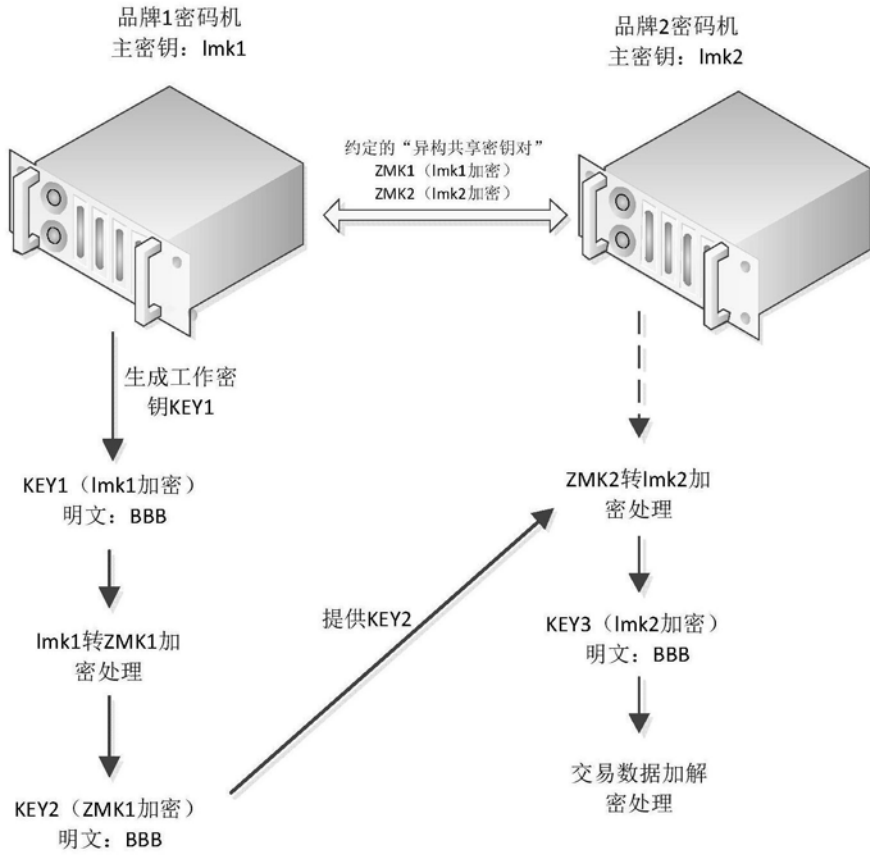 品牌1密码机
主密钥：lmk1
品牌2密码机
主密钥：lmk2
约定的“异构共享密钥对”
ZMK1（lmk1加密）
ZMK2（lmk2加密）
生成工作密
钥KEY1
KEY1（lmk1加密）
明文：BBB
lmk1转ZMK1加
密处理
KEY2（ZMK1加密）
明文：BBB
提供KEY2
ZMK2转lmk2加
密处理
KEY3（lmk2加密）
明文：BBB
交易数据加解
密处理